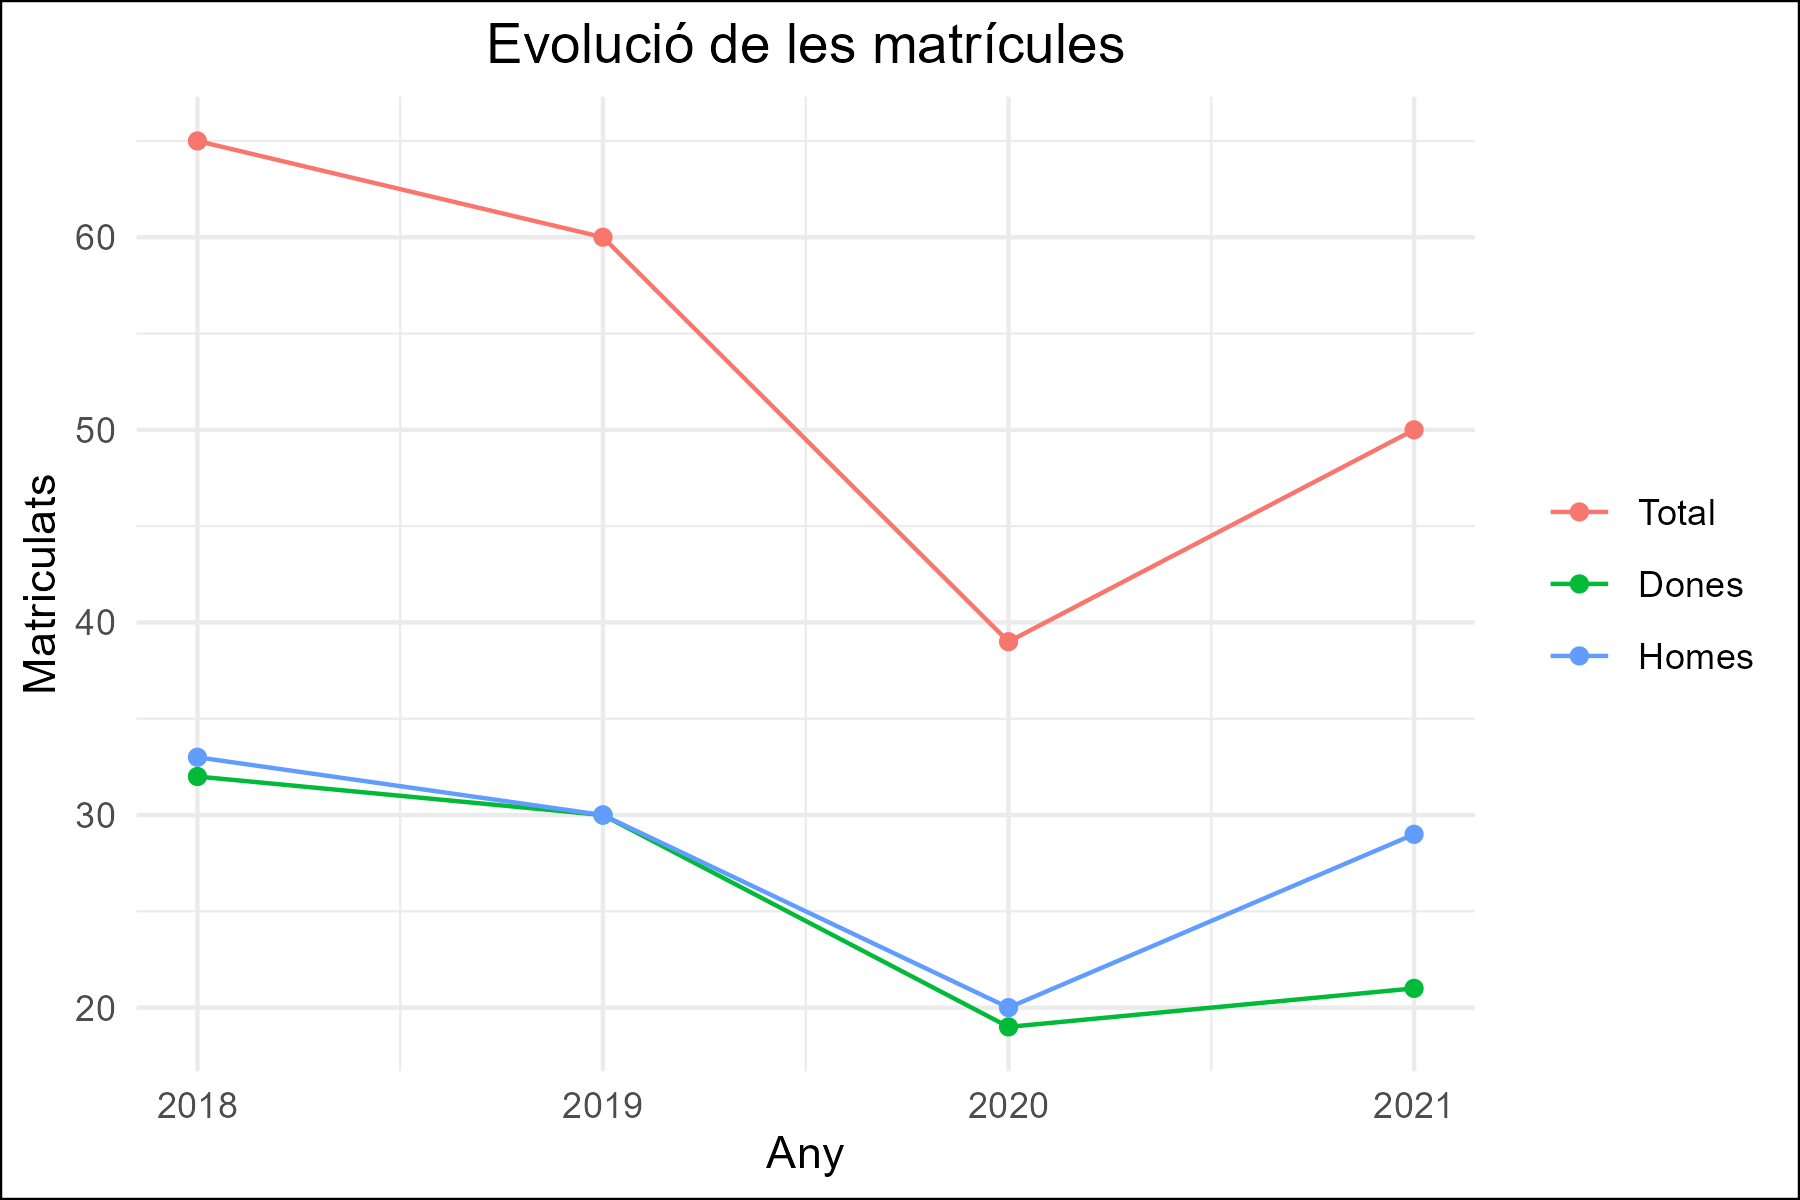 Evolució de les matrícules
Matriculats
60
50
40
30
20
2018 2019 2020 2021
Any
Total
Dones
Homes